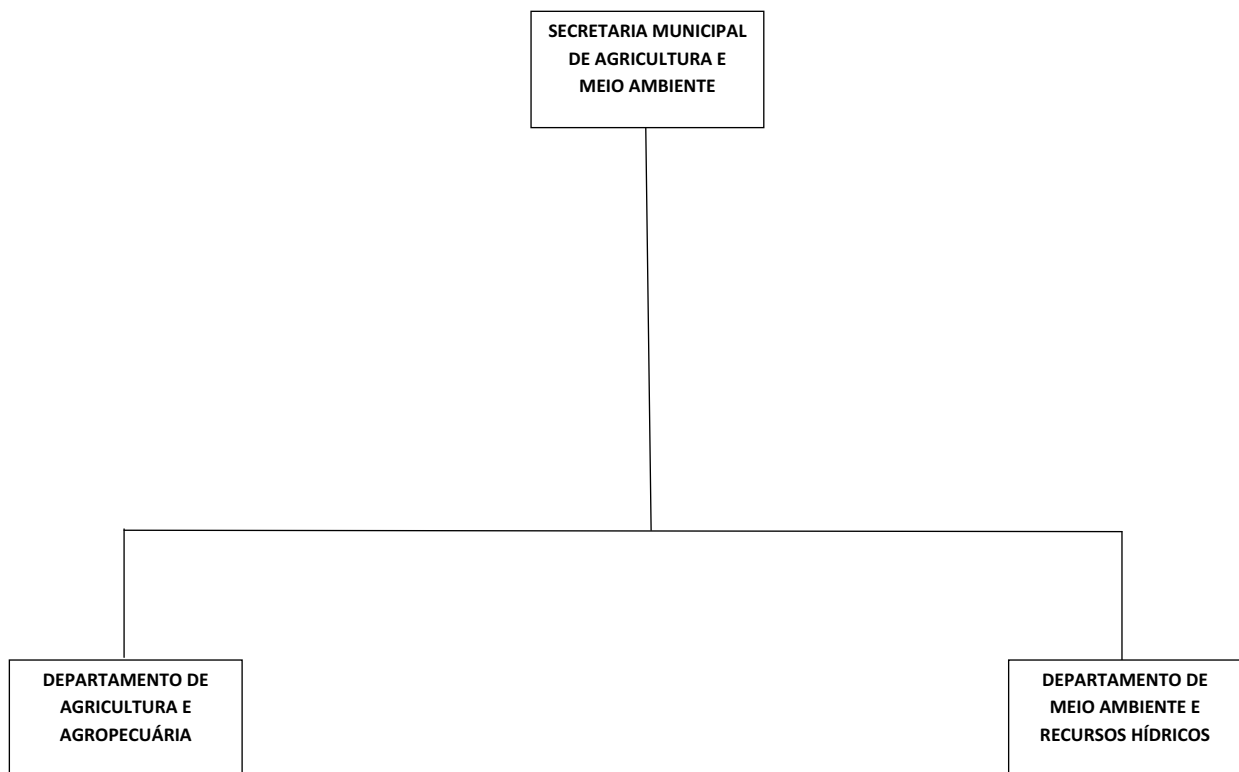 SECRETARIA MUNICIPAL
DE AGRICULTURA E
MEIO AMBIENTE
DEPARTAMENTO DE
AGRICULTURA E
AGROPECUÁRIA
DEPARTAMENTO DE
MEIO AMBIENTE E
RECURSOS HÍDRICOS